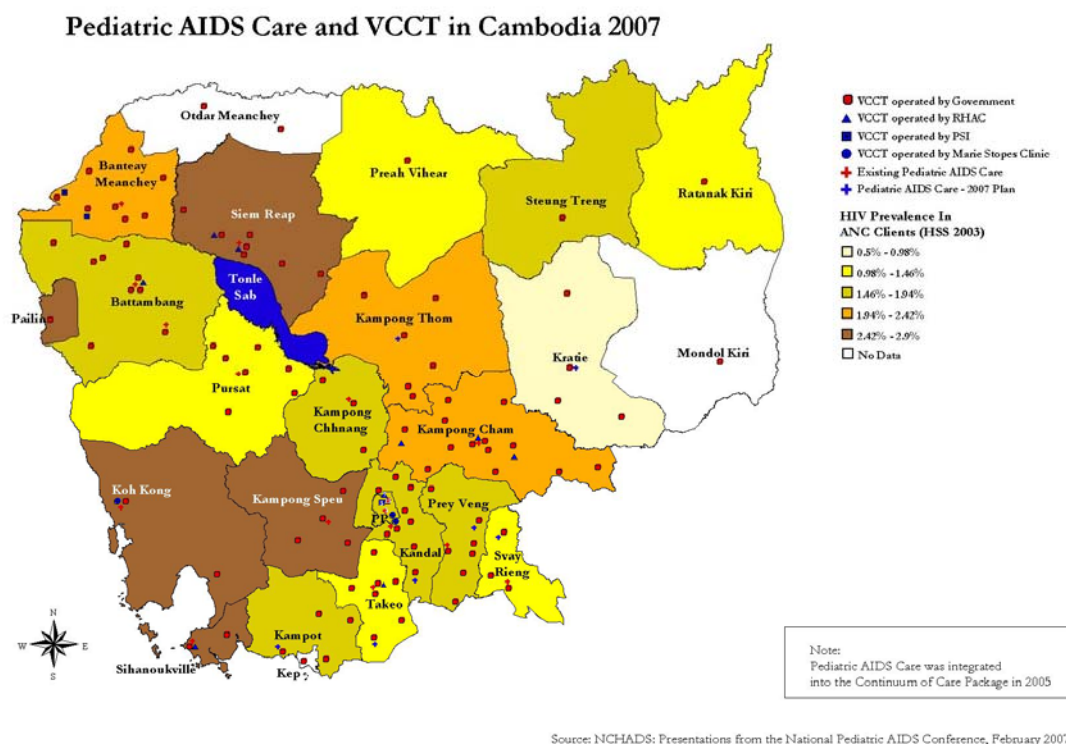 Pediatric AIDS Care and VCCT in Cambodia 2007
Otdar Meanchey
Banteay
Meanchey
Siem Reap
Preah Vihear
Steung Treng
Ratanak Kiri
Tonle
Sab
Battambang
Pailin
Kampong Thom
Kratie
Mondol Kiri
Pursat
Kampong
Chhnang
Kampong Cham
Koh Kong
Kampong Speu
PP
Prey Veng
Kandal
Svay
Rieng
Takeo
Kampot
Sihanoukville
Kep
N
W
E
S
VCCT operated by Government
VCCT operated by RHAC
VCCT operated by PSI
VCCT operated by Marie Stopes Clinic
Existing Pediatric AIDS Care
Pediatric AIDS Care - 2007 Plan
HIV Prevalence In
ANC Clients (HSS 2003)
0.5% - 0.98%
0.98% - 1.46%
1.46% - 1.94%
1.94% - 2.42%
2.42% - 2.9%
No Data
Note:
Pediatric AIDS Care was integrated
into the Continuum of Care Package in 2005
Source: NCHADS: Presentations from the National Pediatric AIDS Conference, February 2007